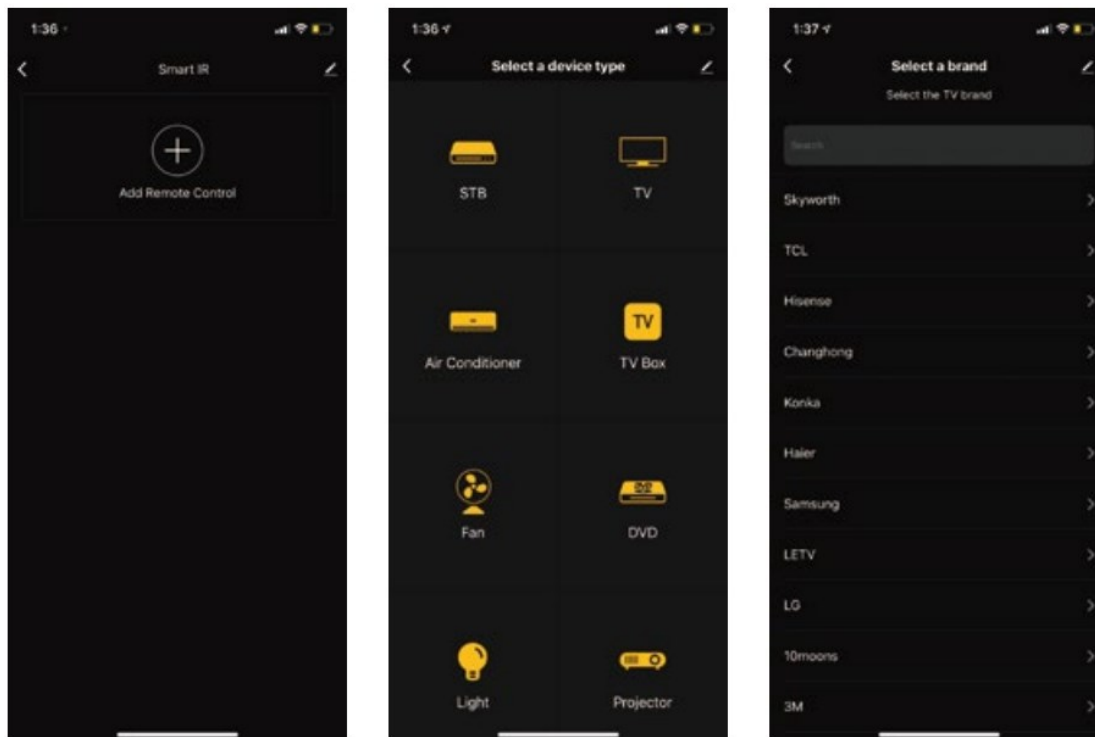 1:36
Smart IR
Add Remote Control
1:36
Select a device type
STB
TV
Air Conditioner
TV
TV Box
Fan
DVD
DVD
Light
Projector
1:37
Select a brand
Select the TV brand
Search
Skyworth
TCL
Hisense
Changhong
Konka
Haier
Samsung
LETV
LG
10moons
3M